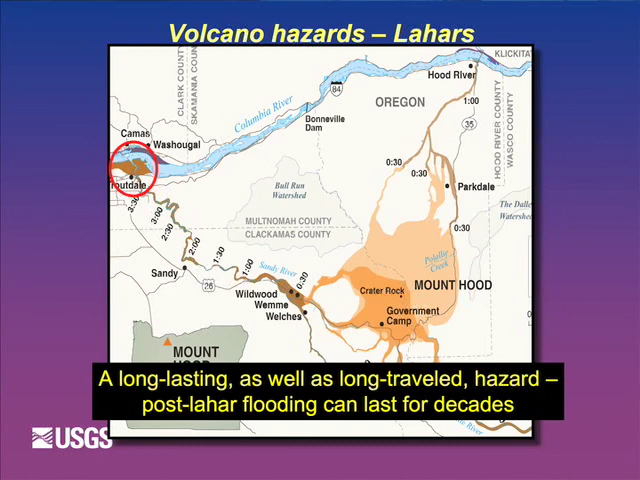 Volcano hazards – Lahars
CLARK COUNTY
SKAMANIA COUNTY
KLICKITAT
Hood River
84
OREGON
Columbia River
1:00
HOOD RIVER COUNTY
WASCO COUNTY
Bonneville
Dam
35
Camas
Washougal
0:30
0:30
Troutdale
Bull Run
Watershed
Parkdale
3:30
3:00
2:30
2:00
1:30
1:00
0:30
The Dalles
Watershed
MULTNOMAH COUNTY
CLACKAMAS COUNTY
0:30
Sandy
26
Sandy River
Polallie
Creek
Wildwood
Wemme
Welches
Crater Rock
MOUNT HOOD
Government
Camp
MOUNT
A long-lasting, as well as long-traveled, hazard –
post-lahar flooding can last for decades
USGS